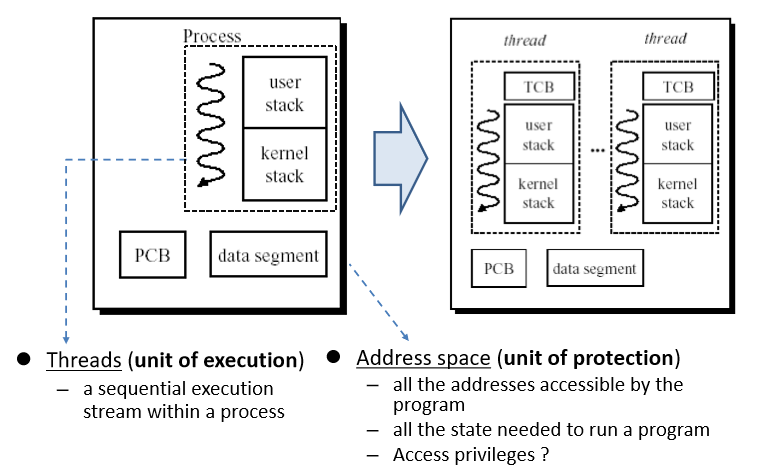 Process
user
stack
kernel
stack
PCB
data segment
thread
thread
TCB
user
stack
kernel
stack
...
TCB
user
stack
kernel
stack
PCB
data segment
● Threads (unit of execution)
– a sequential execution
stream within a process
● Address space (unit of protection)
– all the addresses accessible by the
program
– all the state needed to run a program
– Access privileges ?